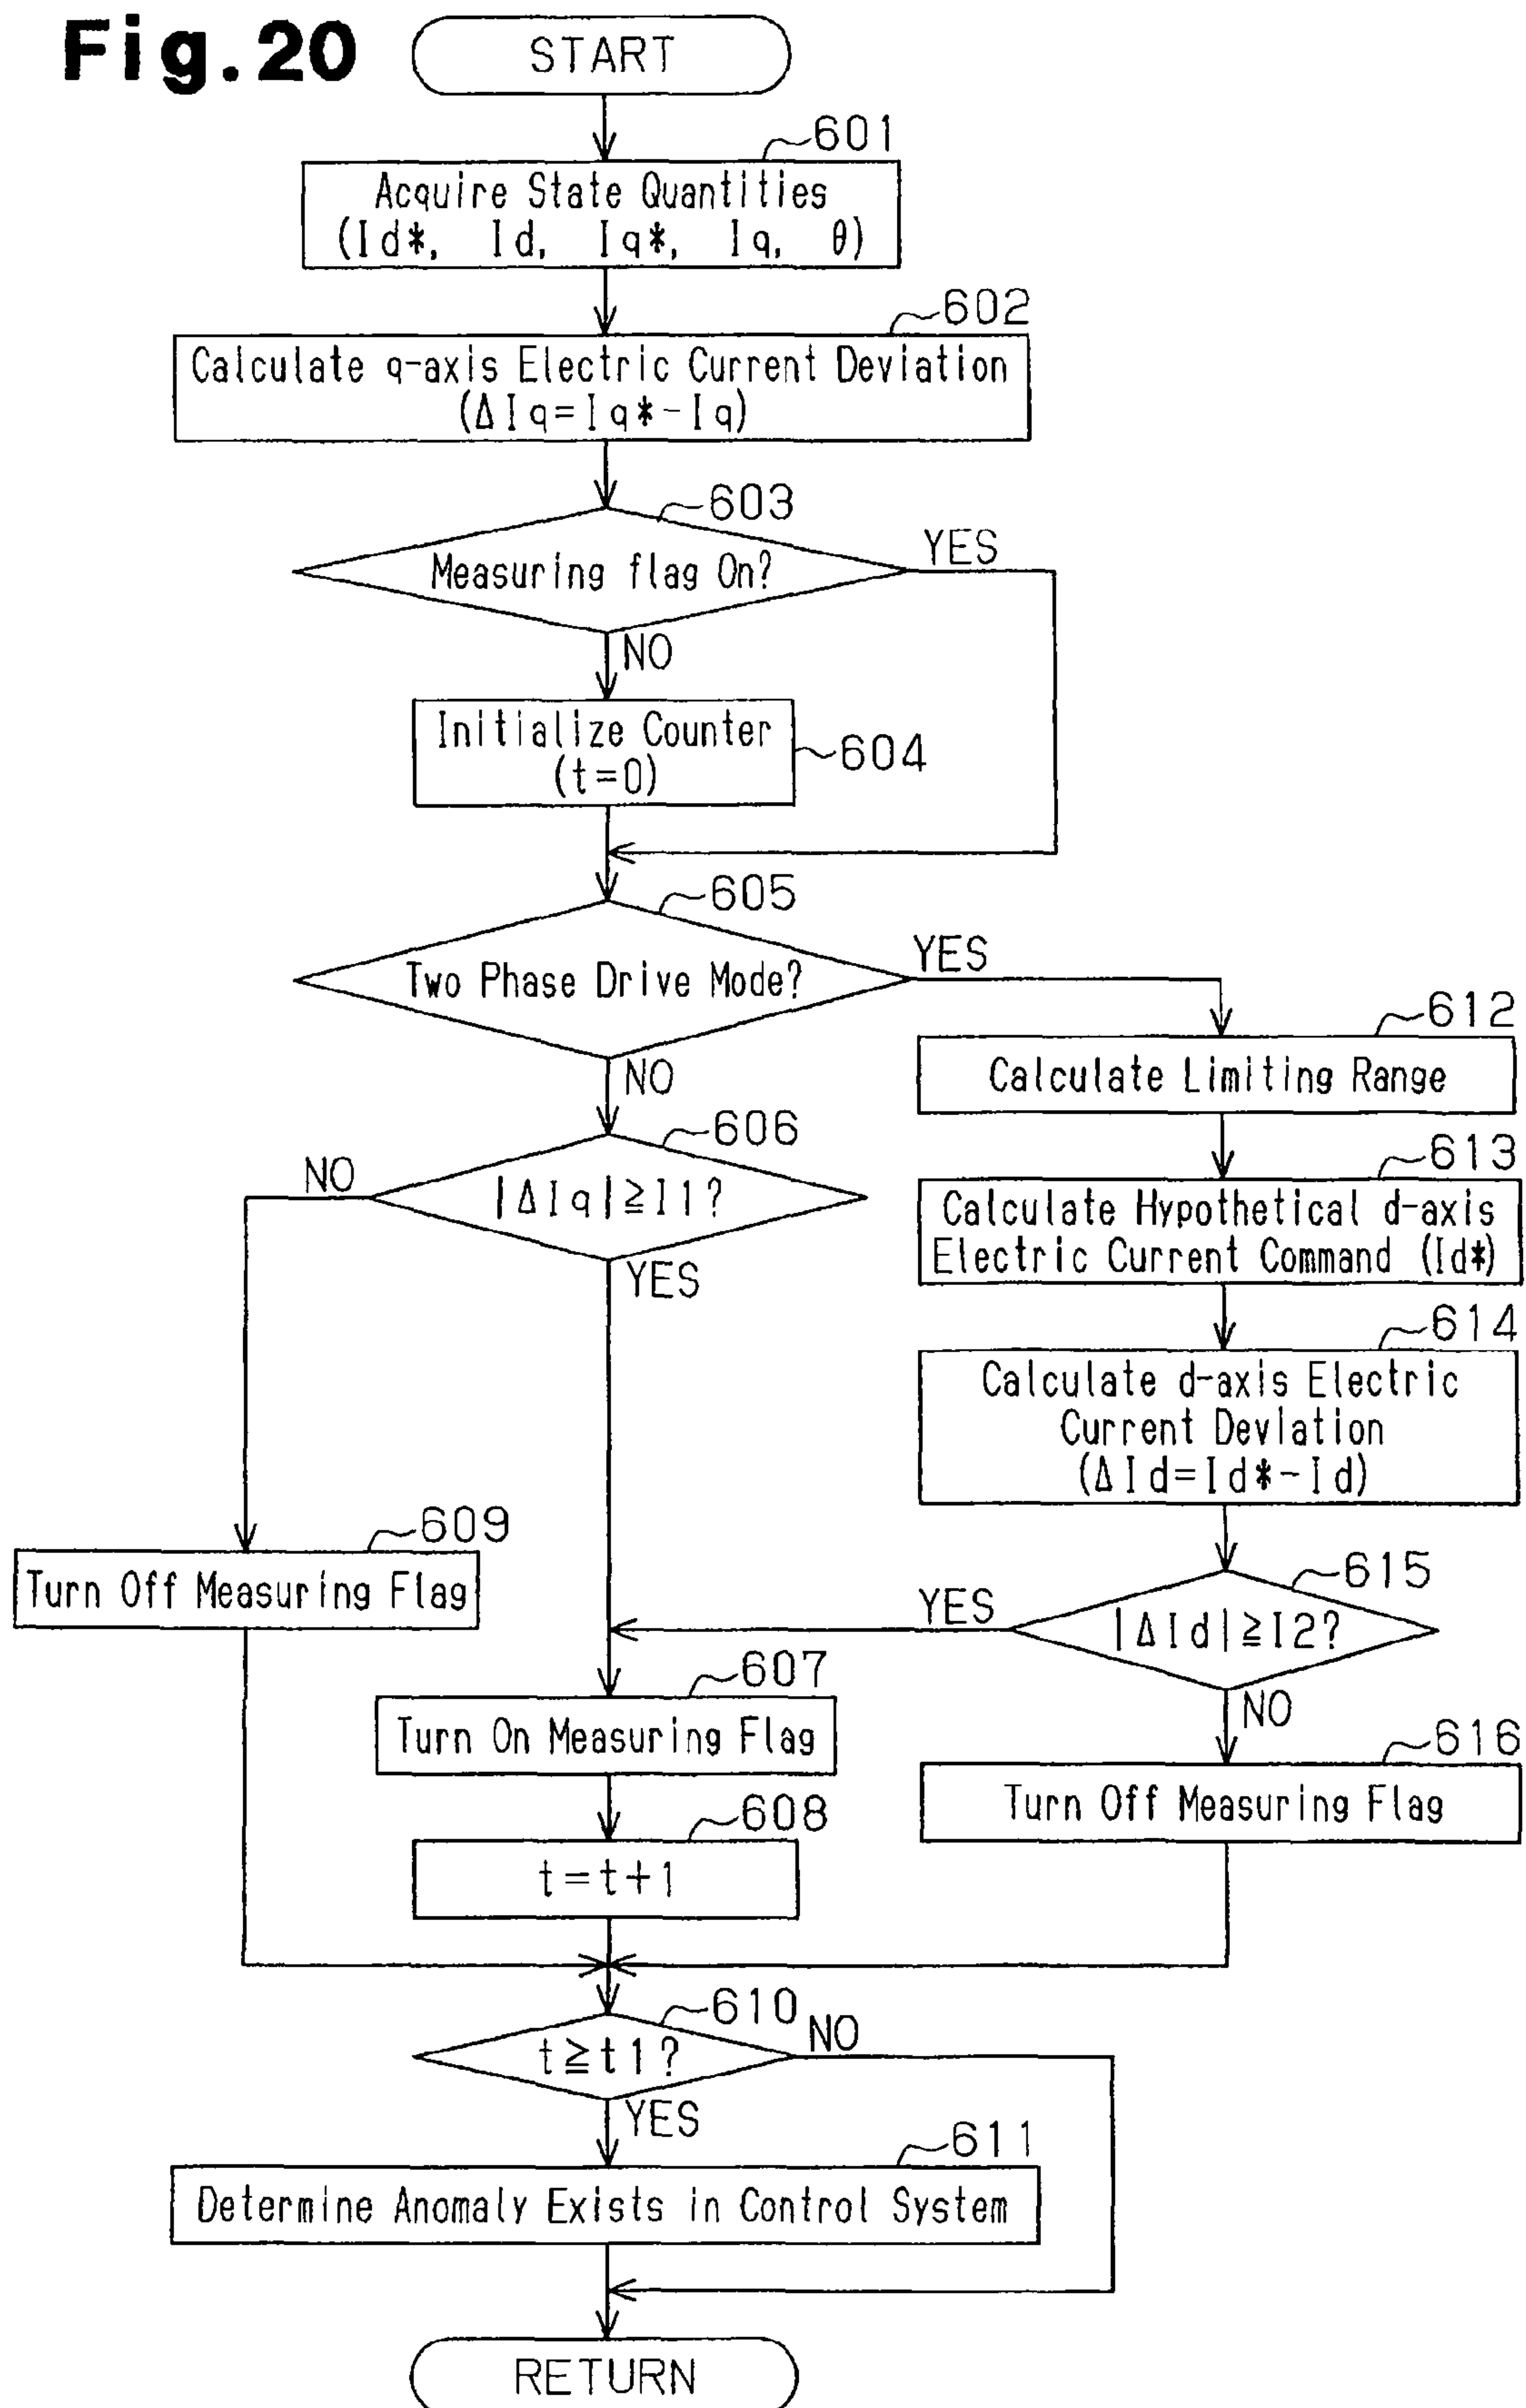 Fig.20
START
601
Acquire State Quantities
(Id*, Id, Iq*, Iq, θ)
602
Calculate q-axis Electric Current Deviation
(ΔIq=Iq*-Iq)
603
Measuring flag On?
YES
NO
Initialize Counter
(t=0)
604
605
Two Phase Drive Mode?
YES
NO
612
Calculate Limiting Range
606
NO
|ΔIq|≧I1?
YES
613
Calculate Hypothetical d-axis
Electric Current Command (Id*)
614
Calculate d-axis Electric
Current Deviation
(ΔId=Id*-Id)
609
Turn Off Measuring Flag
615
YES
|ΔId|≧I2?
NO
607
Turn On Measuring Flag
616
Turn Off Measuring Flag
608
t=t+1
610
NO
t≧t1?
YES
611
Determine Anomaly Exists in Control System
RETURN